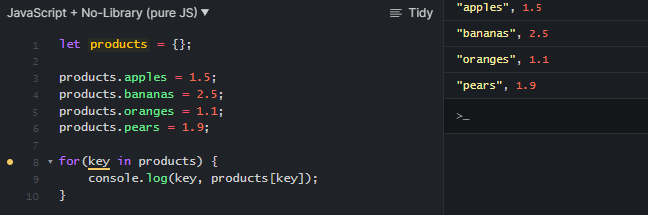 JavaScript + No-Library (pure JS) ▼ Tidy
1 let products = {};
2
3 products.apples = 1.5;
4 products.bananas = 2.5;
5 products.oranges = 1.1;
6 products.pears = 1.9;
7
8 for(key in products) {
9 console.log(key, products[key]);
10 }
"apples", 1.5
"bananas", 2.5
"oranges", 1.1
"pears", 1.9
>_